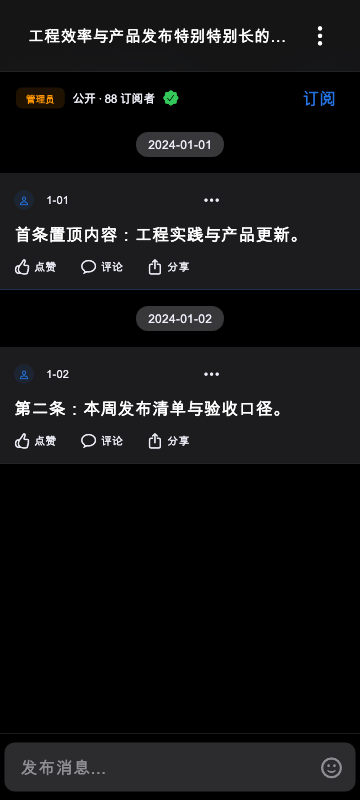 工程效率与产品发布特别特别长的...
管理员 公开 · 88 订阅者 订阅
2024-01-01
1-01
首条置顶内容：工程实践与产品更新。
点赞 评论 分享
2024-01-02
1-02
第二条：本周发布清单与验收口径。
点赞 评论 分享
发布消息...